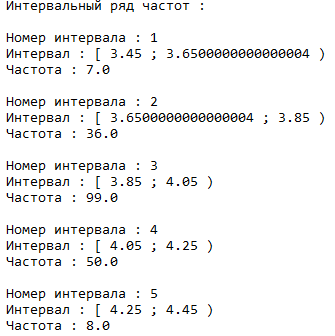 Интервальный ряд частот :
Номер интервала : 1
Интервал : [ 3.45 ; 3.6500000000000004 )
Частота : 7.0
Номер интервала : 2
Интервал : [ 3.6500000000000004 ; 3.85 )
Частота : 36.0
Номер интервала : 3
Интервал : [ 3.85 ; 4.05 )
Частота : 99.0
Номер интервала : 4
Интервал : [ 4.05 ; 4.25 )
Частота : 50.0
Номер интервала : 5
Интервал : [ 4.25 ; 4.45 )
Частота : 8.0